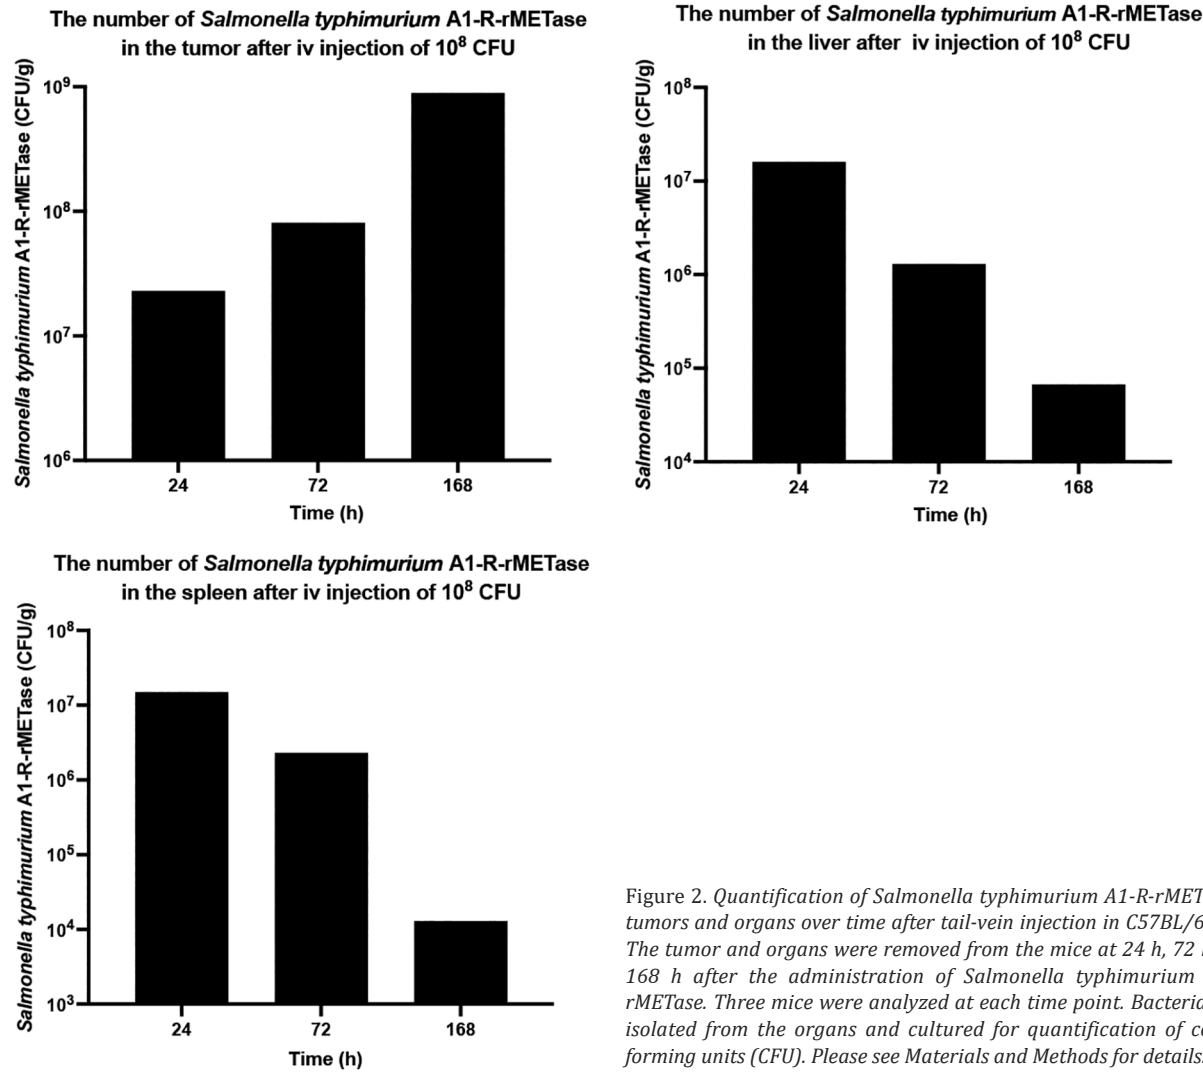 The number of Salmonella typhimurium A1-R-rMETase
in the tumor after iv injection of 10⁸ CFU
Salmonella typhimurium A1-R-rMETase (CFU/g)
10⁹
10⁸
10⁷
10⁶
24 72 168
Time (h)
The number of Salmonella typhimurium A1-R-rMETase
in the liver after iv injection of 10⁸ CFU
Salmonella typhimurium A1-R-rMETase (CFU/g)
10⁸
10⁷
10⁶
10⁵
10⁴
24 72 168
Time (h)
The number of Salmonella typhimurium A1-R-rMETase
in the spleen after iv injection of 10⁸ CFU
Salmonella typhimurium A1-R-rMETase (CFU/g)
10⁸
10⁷
10⁶
10⁵
10⁴
10³
24 72 168
Time (h)
Figure 2. Quantification of Salmonella typhimurium A1-R-rMET
tumors and organs over time after tail-vein injection in C57BL/6
The tumor and organs were removed from the mice at 24 h, 72
168 h after the administration of Salmonella typhimurium
rMETase. Three mice were analyzed at each time point. Bacteria
isolated from the organs and cultured for quantification of
forming units (CFU). Please see Materials and Methods for details.